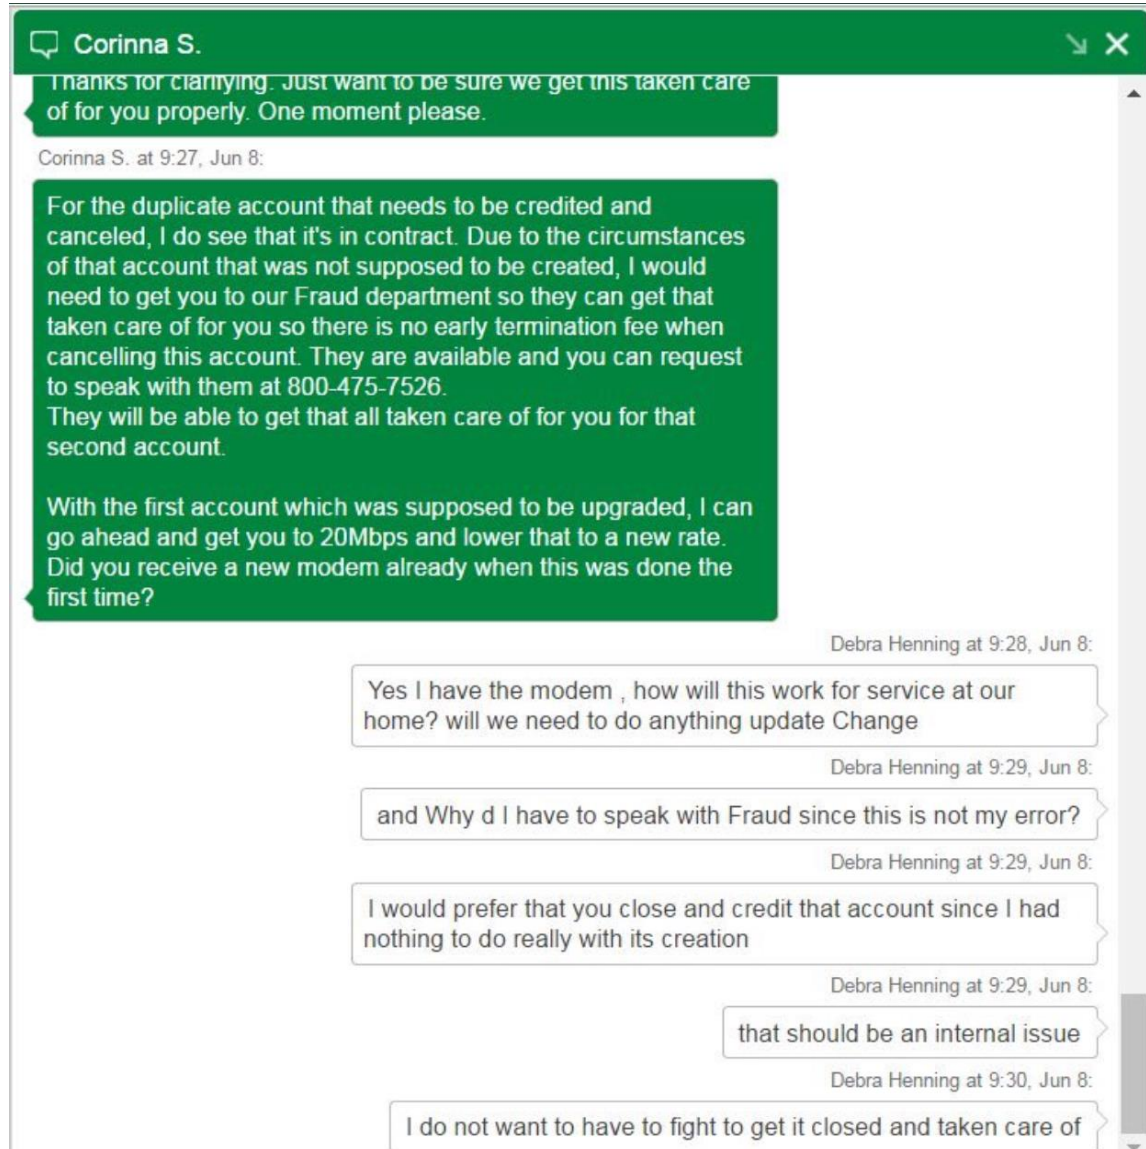 Corinna S.
Thanks for clarifying. Just want to be sure we get this taken care
of for you properly. One moment please.
Corinna S. at 9:27, Jun 8:
For the duplicate account that needs to be credited and
canceled, I do see that it's in contract. Due to the circumstances
of that account that was not supposed to be created, I would
need to get you to our Fraud department so they can get that
taken care of for you so there is no early termination fee when
cancelling this account. They are available and you can request
to speak with them at 800-475-7526.
They will be able to get that all taken care of for you for that
second account.
With the first account which was supposed to be upgraded, I can
go ahead and get you to 20Mbps and lower that to a new rate.
Did you receive a new modem already when this was done the
first time?
Debra Henning at 9:28, Jun 8:
Yes I have the modem , how will this work for service at our
home? will we need to do anything update Change
Debra Henning at 9:29, Jun 8:
and Why d I have to speak with Fraud since this is not my error?
Debra Henning at 9:29, Jun 8:
I would prefer that you close and credit that account since I had
nothing to do really with its creation
Debra Henning at 9:29, Jun 8:
that should be an internal issue
Debra Henning at 9:30, Jun 8:
I do not want to have to fight to get it closed and taken care of